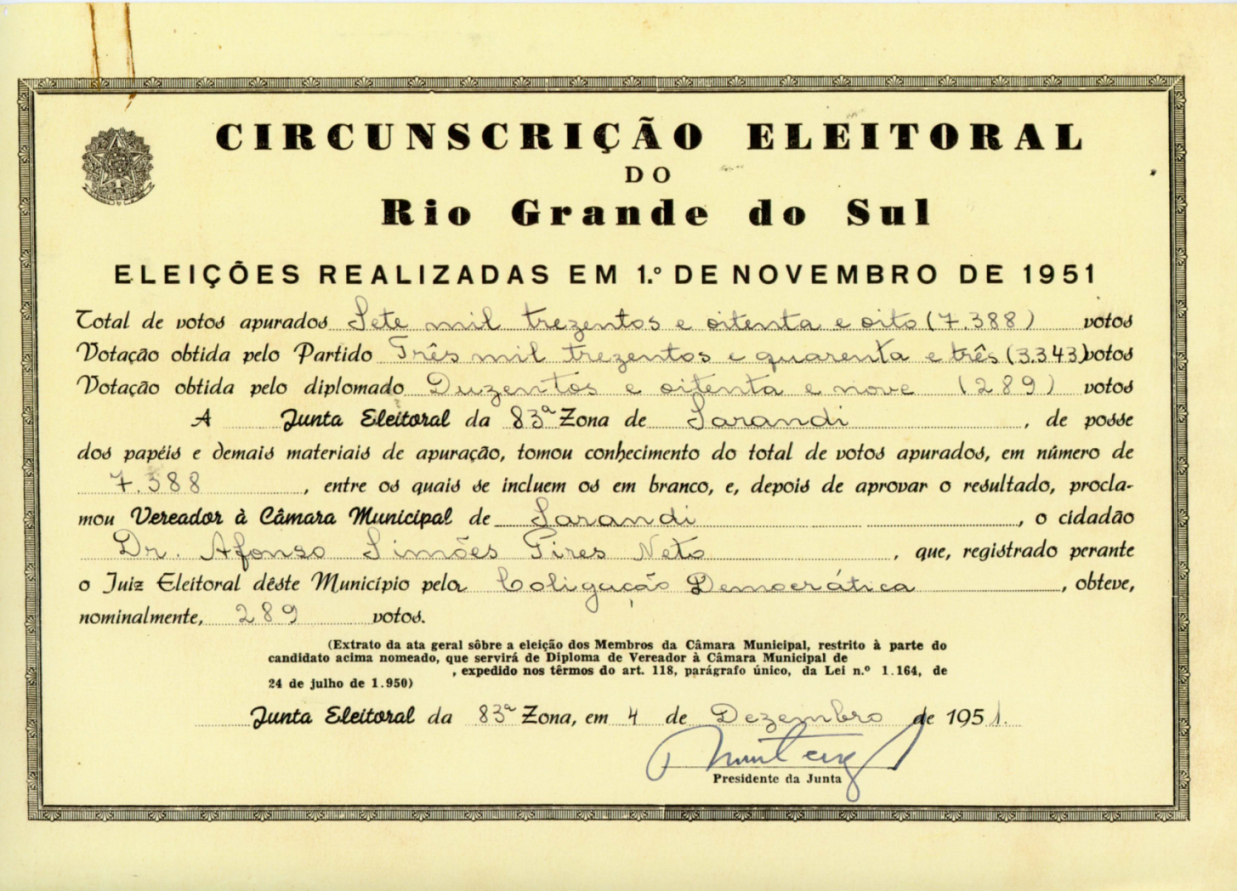 CIRCUNSCRIÇÃO ELEITORAL
DO
Rio Grande do Sul
ELEIÇÕES REALIZADAS EM 1.º DE NOVEMBRO DE 1951
Total de votos apurados Sete mil trezentos e oitenta e oito (7.388) votos
Votação obtida pelo Partido Três mil trezentos e quarenta e três (3.343) votos
Votação obtida pelo diplomado Duzentos e oitenta e nove (289) votos
A Junta Eleitoral da 83ª Zona de Sarandi, de posse
dos papéis e demais materiais de apuração, tomou conhecimento do total de votos apurados, em número de
7.388, entre os quais se incluem os em branco, e, depois de aprovar o resultado, procla-
mou Vereador à Câmara Municipal de Sarandi, o cidadão
Dr. Afonso Simões Pires Neto, que, registrado perante
o Juiz Eleitoral dêste Município pela Coligação Democrática, obteve,
nominalmente, 289 votos.
(Extrato da ata geral sôbre a eleição dos Membros da Câmara Municipal, restrito à parte do
candidato acima nomeado, que servirá de Diploma de Vereador à Câmara Municipal de
, expedido nos têrmos do art. 118, parágrafo único, da Lei n.º 1.164, de
24 de julho de 1.950)
Junta Eleitoral da 83ª Zona, em 4 de Dezembro de 1951.
Presidente da Junta